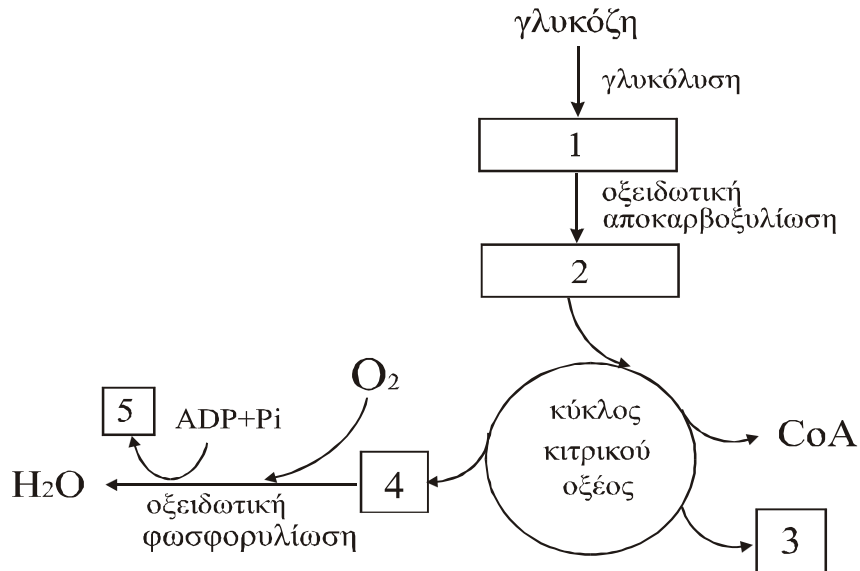 γλυκόζη
γλυκόλυση
1
οξειδωτική
αποκαρβοξυλίωση
2
O₂
κύκλος
κιτρικού
οξέος
CoA
5
ADP+Pi
H₂O
4
οξειδωτική
φωσφορυλίωση
3